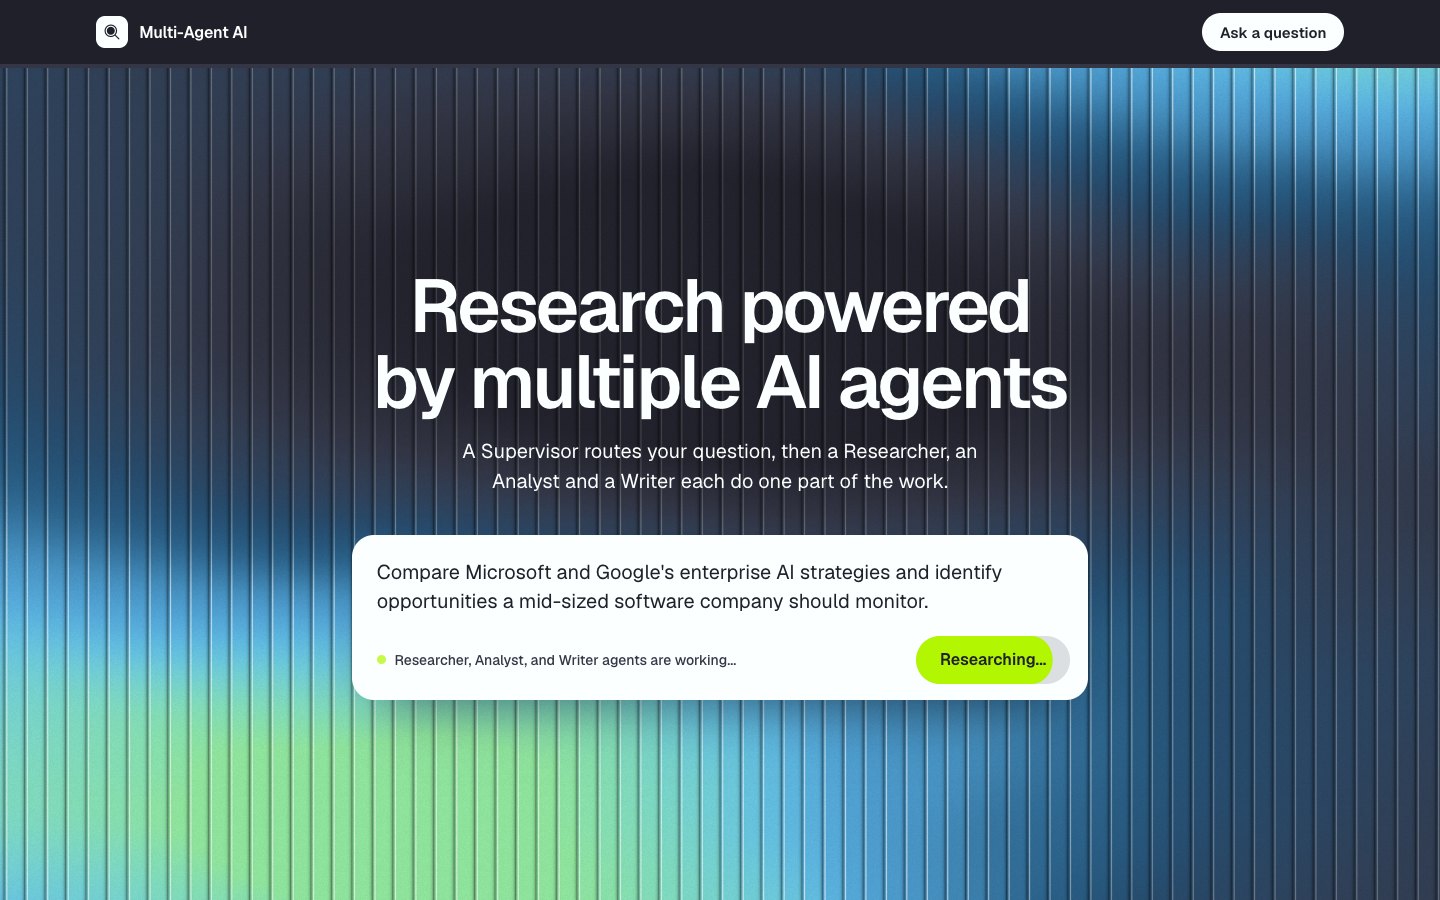 Multi-Agent AI
Ask a question
Research powered
by multiple AI agents
A Supervisor routes your question, then a Researcher, an
Analyst and a Writer each do one part of the work.
Compare Microsoft and Google's enterprise AI strategies and identify
opportunities a mid-sized software company should monitor.
Researcher, Analyst, and Writer agents are working...
Researching...